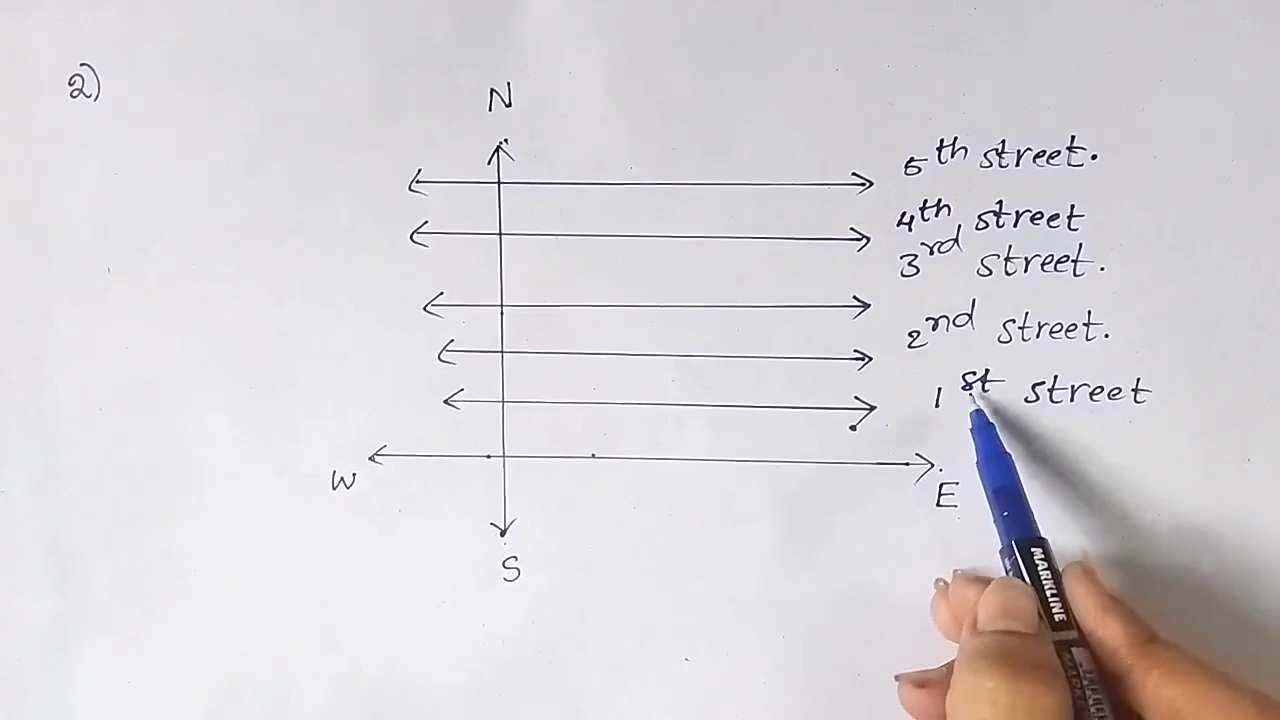 2)
N
5th street.
4th street
3rd street.
2nd street.
1st street
W
E
S
MARKLINE